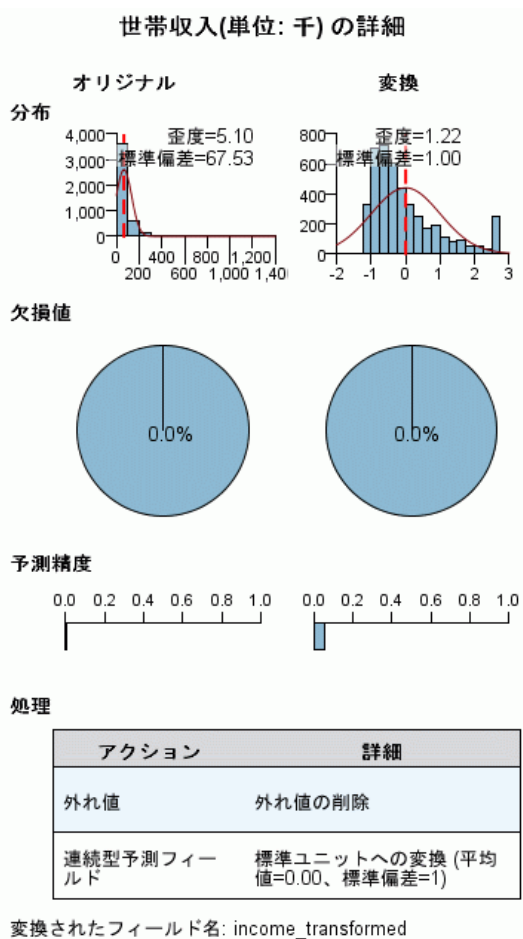 世帯収入(単位: 千) の詳細
オリジナル 変換
分布
歪度=5.10
標準偏差=67.53
4,000
3,000
2,000
1,000
0
0 400 800 1,200
200 600 1,000 1,40
歪度=1.22
標準偏差=1.00
800
600
400
200
-2 -1 0 1 2 3
欠損値
0.0% 0.0%
予測精度
0.0 0.2 0.4 0.6 0.8 1.0 0.0 0.2 0.4 0.6 0.8 1.0
処理
アクション 詳細
外れ値 外れ値の削除
連続型予測フィー 標準ユニットへの変換 (平均
ルド 値=0.00、標準偏差=1)
変換されたフィールド名: income_transformed